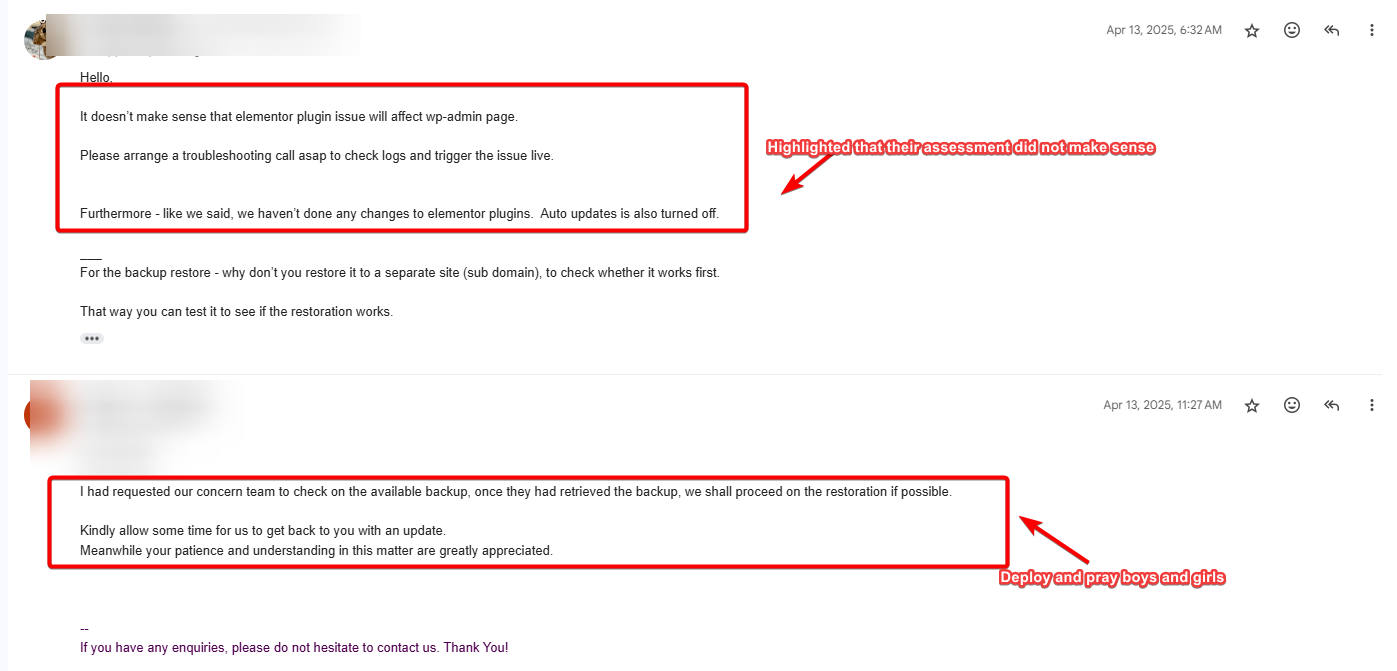 Apr 13, 2025, 6:32 AM
Hello,
It doesn't make sense that elementor plugin issue will affect wp-admin page.
Please arrange a troubleshooting call asap to check logs and trigger the issue live.
Highlighted that their assessment did not make sense
Furthermore - like we said, we haven't done any changes to elementor plugins.  Auto updates is also turned off.
___
For the backup restore - why don't you restore it to a separate site (sub domain), to check whether it works first.
That way you can test it to see if the restoration works.
•••
Apr 13, 2025, 11:27 AM
I had requested our concern team to check on the available backup, once they had retrieved the backup, we shall proceed on the restoration if possible.
Kindly allow some time for us to get back to you with an update.
Meanwhile your patience and understanding in this matter are greatly appreciated.
Deploy and pray boys and girls
--
If you have any enquiries, please do not hesitate to contact us. Thank You!